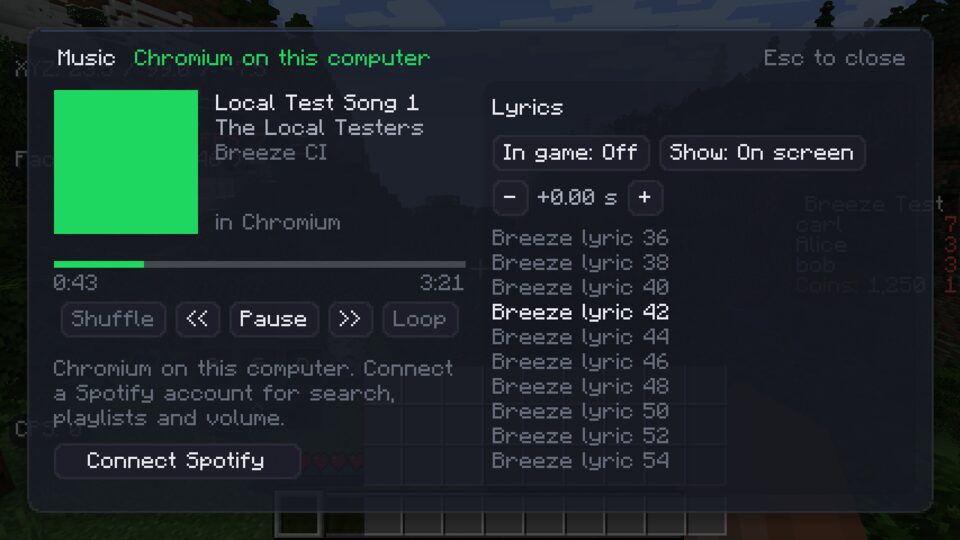 Music Chromium on this computer
Esc to close
Local Test Song 1
The Local Testers
Breeze CI
in Chromium
0:43
3:21
Shuffle
<<
Pause
>>
Loop
Chromium on this computer. Connect
a Spotify account for search,
playlists and volume.
Connect Spotify
Lyrics
In game: Off
Show: On screen
-
+0.00 s
+
Breeze lyric 36
Breeze lyric 38
Breeze lyric 40
Breeze lyric 42
Breeze lyric 44
Breeze lyric 46
Breeze lyric 48
Breeze lyric 50
Breeze lyric 52
Breeze lyric 54
Breeze Test
carl 7
Alice 3
bob 3
Coins: 1,250 1